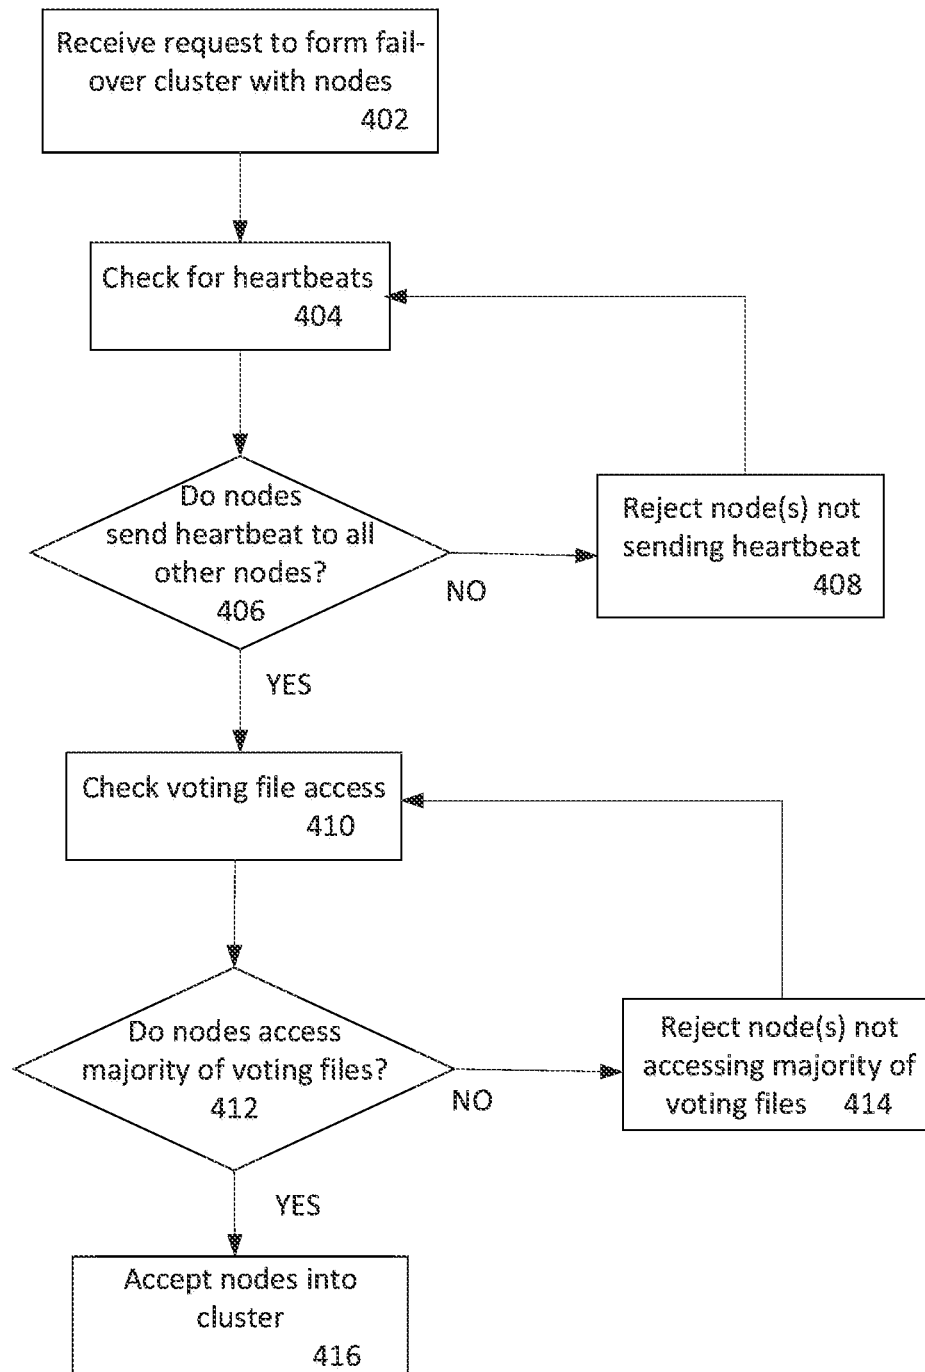 Receive request to form fail-
over cluster with nodes
402
Check for heartbeats
404
Do nodes
send heartbeat to all
other nodes?
406
NO
Reject node(s) not
sending heartbeat
408
YES
Check voting file access
410
Do nodes access
majority of voting files?
412
NO
Reject node(s) not
accessing majority of
voting files 414
YES
Accept nodes into
cluster
416